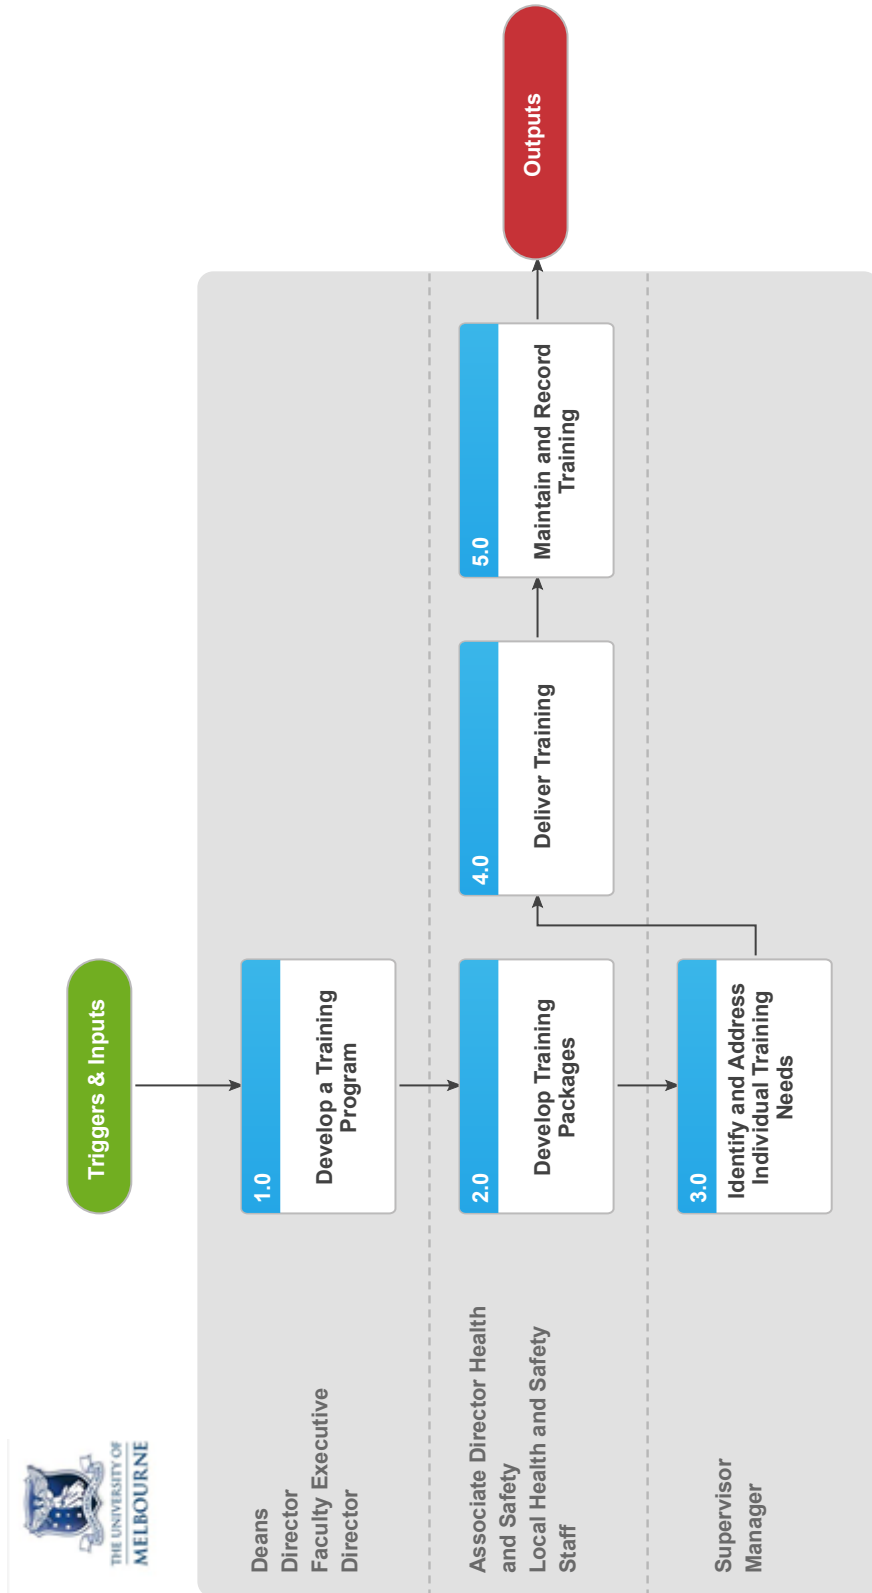 THE UNIVERSITY OF
MELBOURNE
Triggers & Inputs
Deans
Director
Faculty Executive
Director
1.0
Develop a Training
Program
Associate Director Health
and Safety
Local Health and Safety
Staff
2.0
Develop Training
Packages
4.0
Deliver Training
5.0
Maintain and Record
Training
Outputs
Supervisor
Manager
3.0
Identify and Address
Individual Training
Needs